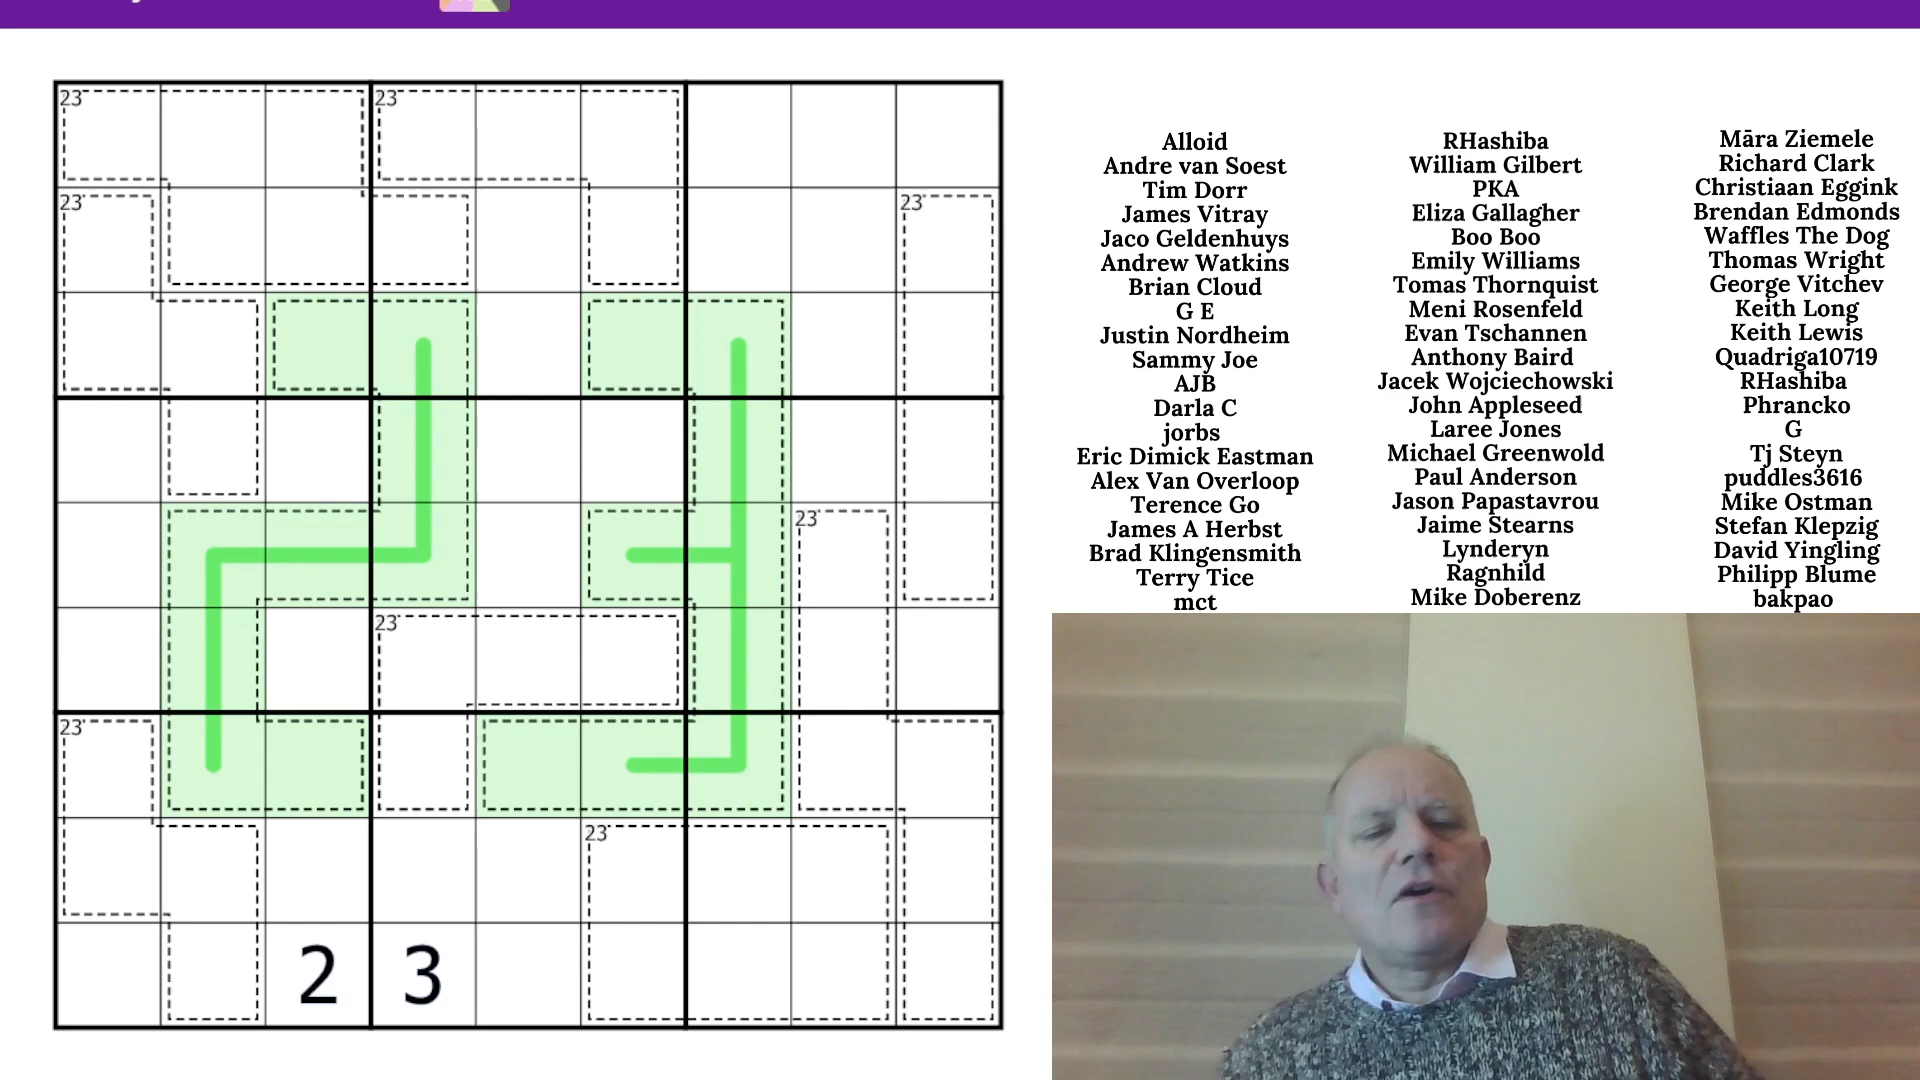 23 23
23 23
23
23
23
23
2 3
Alloid
Andre van Soest
Tim Dorr
James Vitray
Jaco Geldenhuys
Andrew Watkins
Brian Cloud
G E
Justin Nordheim
Sammy Joe
AJB
Darla C
jorbs
Eric Dimick Eastman
Alex Van Overloop
Terence Go
James A Herbst
Brad Klingensmith
Terry Tice
mct
RHashiba
William Gilbert
PKA
Eliza Gallagher
Boo Boo
Emily Williams
Tomas Thornquist
Meni Rosenfeld
Evan Tschannen
Anthony Baird
Jacek Wojciechowski
John Appleseed
Laree Jones
Michael Greenwold
Paul Anderson
Jason Papastavrou
Jaime Stearns
Lynderyn
Ragnhild
Mike Doberenz
Māra Ziemele
Richard Clark
Christiaan Eggink
Brendan Edmonds
Waffles The Dog
Thomas Wright
George Vitchev
Keith Long
Keith Lewis
Quadriga10719
RHashiba
Phrancko
G
Tj Steyn
puddles3616
Mike Ostman
Stefan Klepzig
David Yingling
Philipp Blume
bakpao